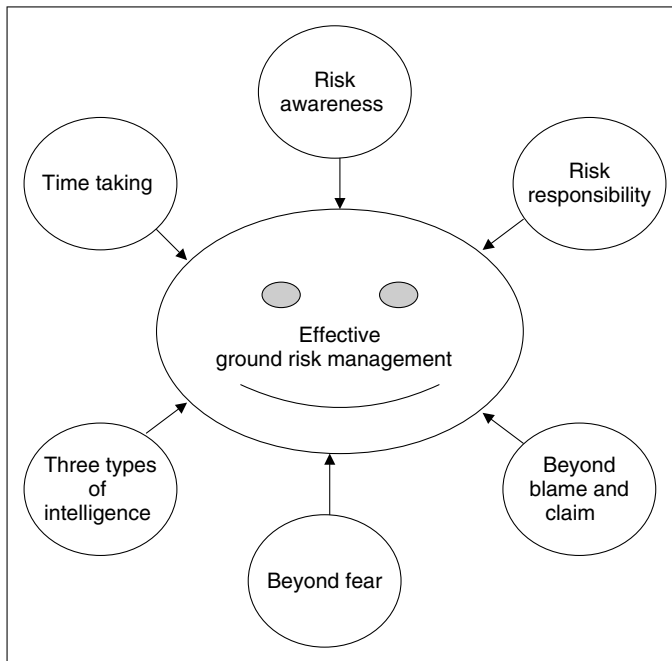 Risk
awareness
Time taking
Risk
responsibility
Effective
ground risk management
Three types
of
intelligence
Beyond
blame and
claim
Beyond fear